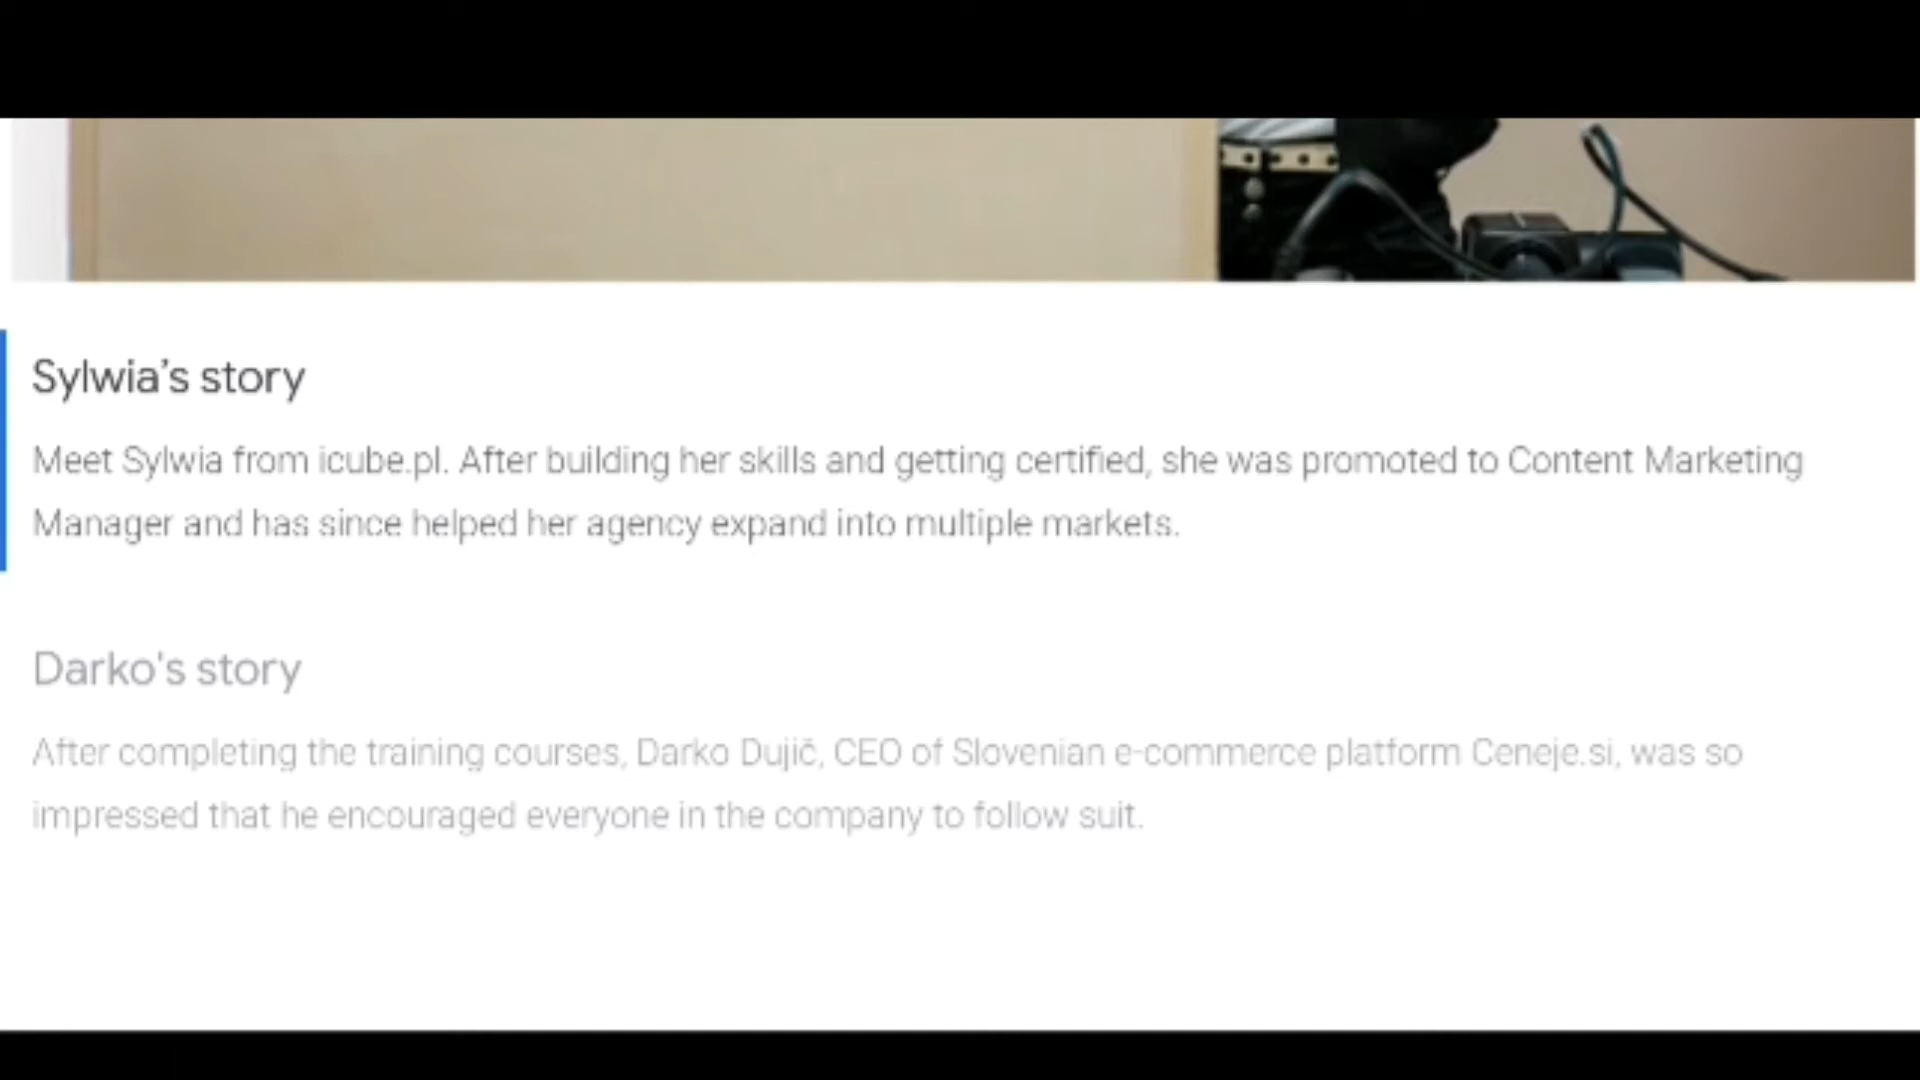 Sylwia’s story
Meet Sylwia from icube.pl. After building her skills and getting certified, she was promoted to Content Marketing
Manager and has since helped her agency expand into multiple markets.
Darko's story
After completing the training courses, Darko Dujič, CEO of Slovenian e-commerce platform Ceneje.si, was so
impressed that he encouraged everyone in the company to follow suit.